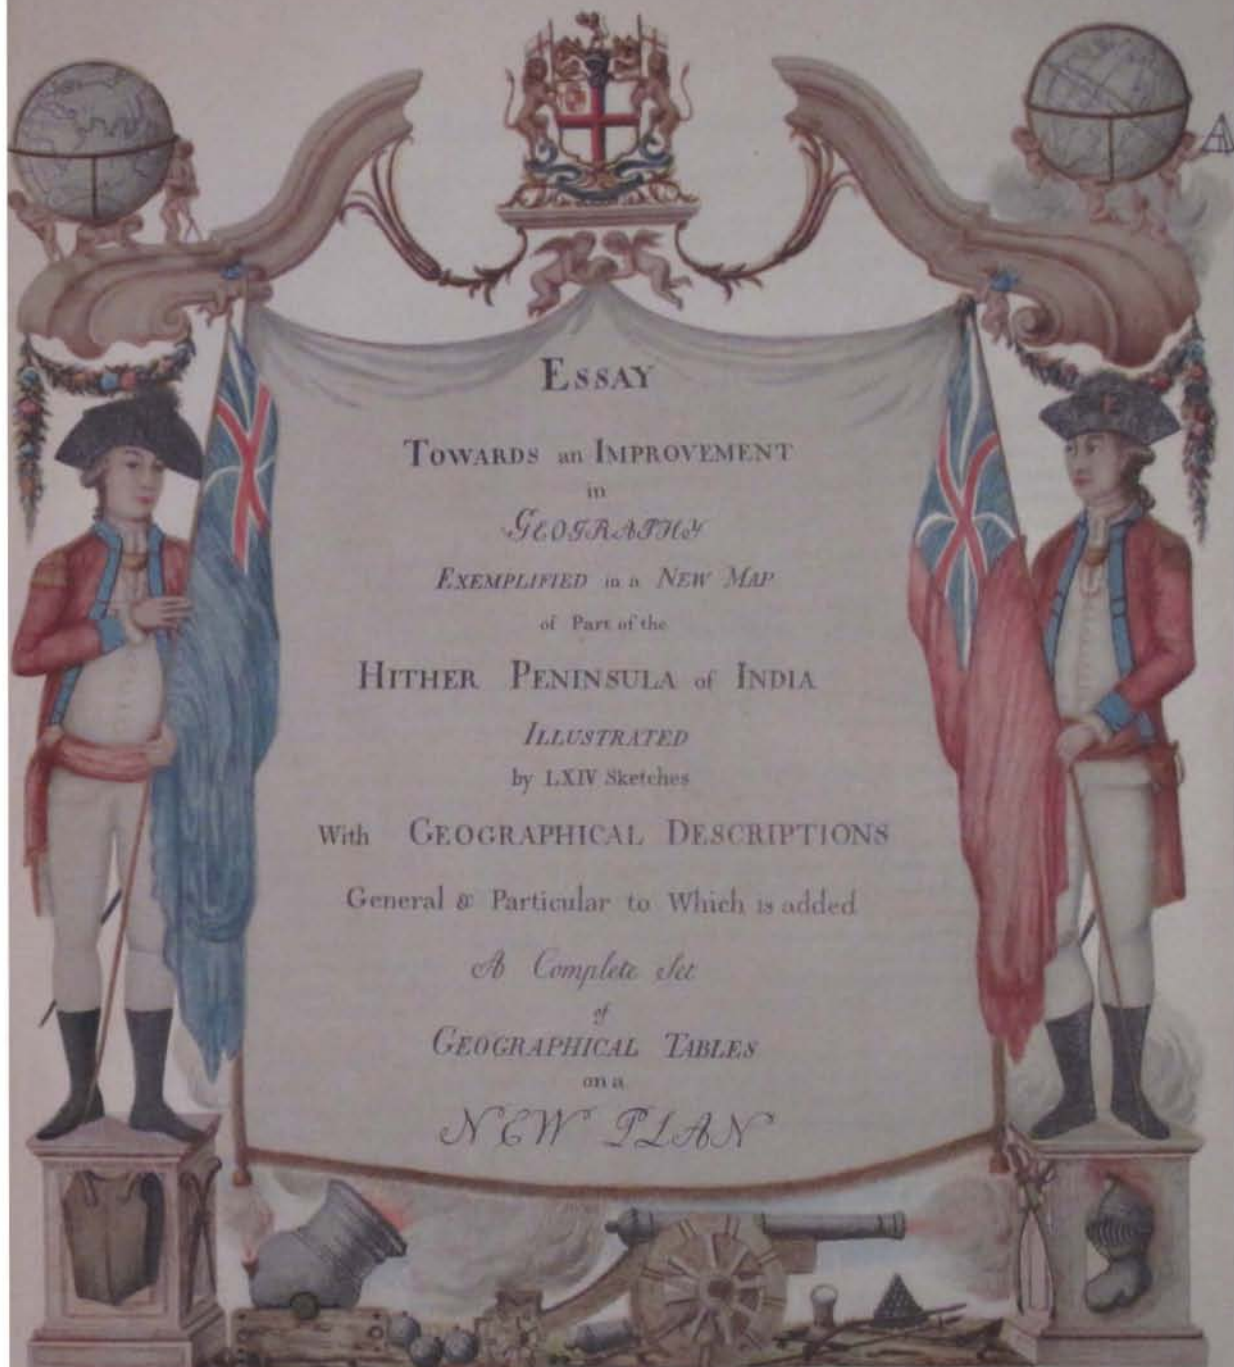 ESSAY
TOWARDS an IMPROVEMENT
in
GEOGRAPHY
EXEMPLIFIED in a NEW MAP
of Part of the
HITHER PENINSULA of INDIA
ILLUSTRATED
by LXIV Sketches
With GEOGRAPHICAL DESCRIPTIONS
General & Particular to Which is added
A Complete Set
of
GEOGRAPHICAL TABLES
on a
NEW PLAN